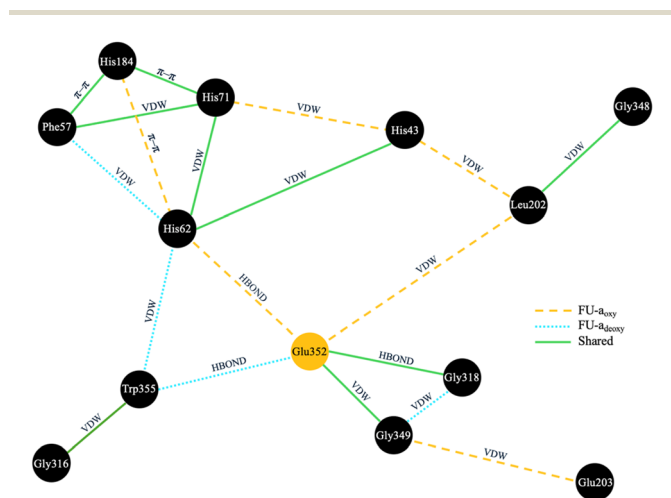 His184
π–π
π–π
His71
VDW
VDW
Gly348
Phe57
π–π
His43
VDW
VDW
VDW
VDW
VDW
Leu202
His62
VDW
HBOND
VDW
FU-aoxy
FU-adeoxy
Shared
Glu352
HBOND
HBOND
Gly318
Trp355
VDW
VDW
VDW
Gly349
VDW
Gly316
Glu203